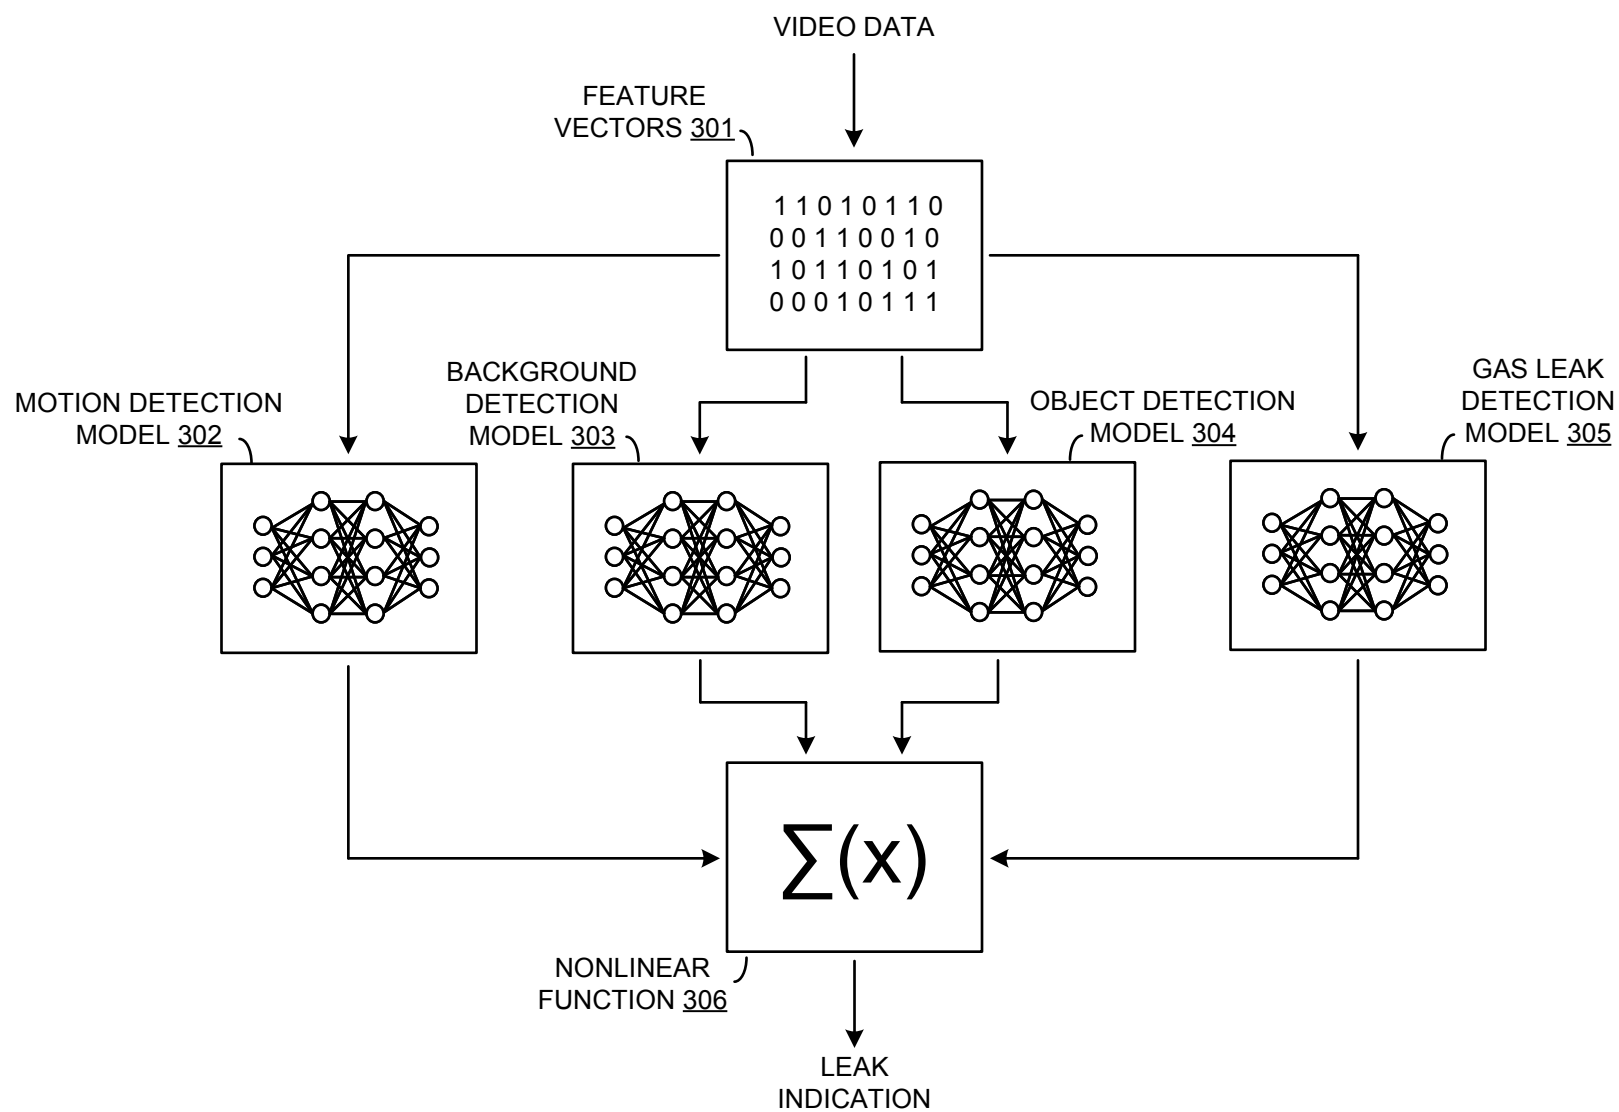 VIDEO DATA
FEATURE
VECTORS 301
1 1 0 1 0 1 1 0
0 0 1 1 0 0 1 0
1 0 1 1 0 1 0 1
0 0 0 1 0 1 1 1
MOTION DETECTION
MODEL 302
BACKGROUND
DETECTION
MODEL 303
OBJECT DETECTION
MODEL 304
GAS LEAK
DETECTION
MODEL 305
∑(x)
NONLINEAR
FUNCTION 306
LEAK
INDICATION